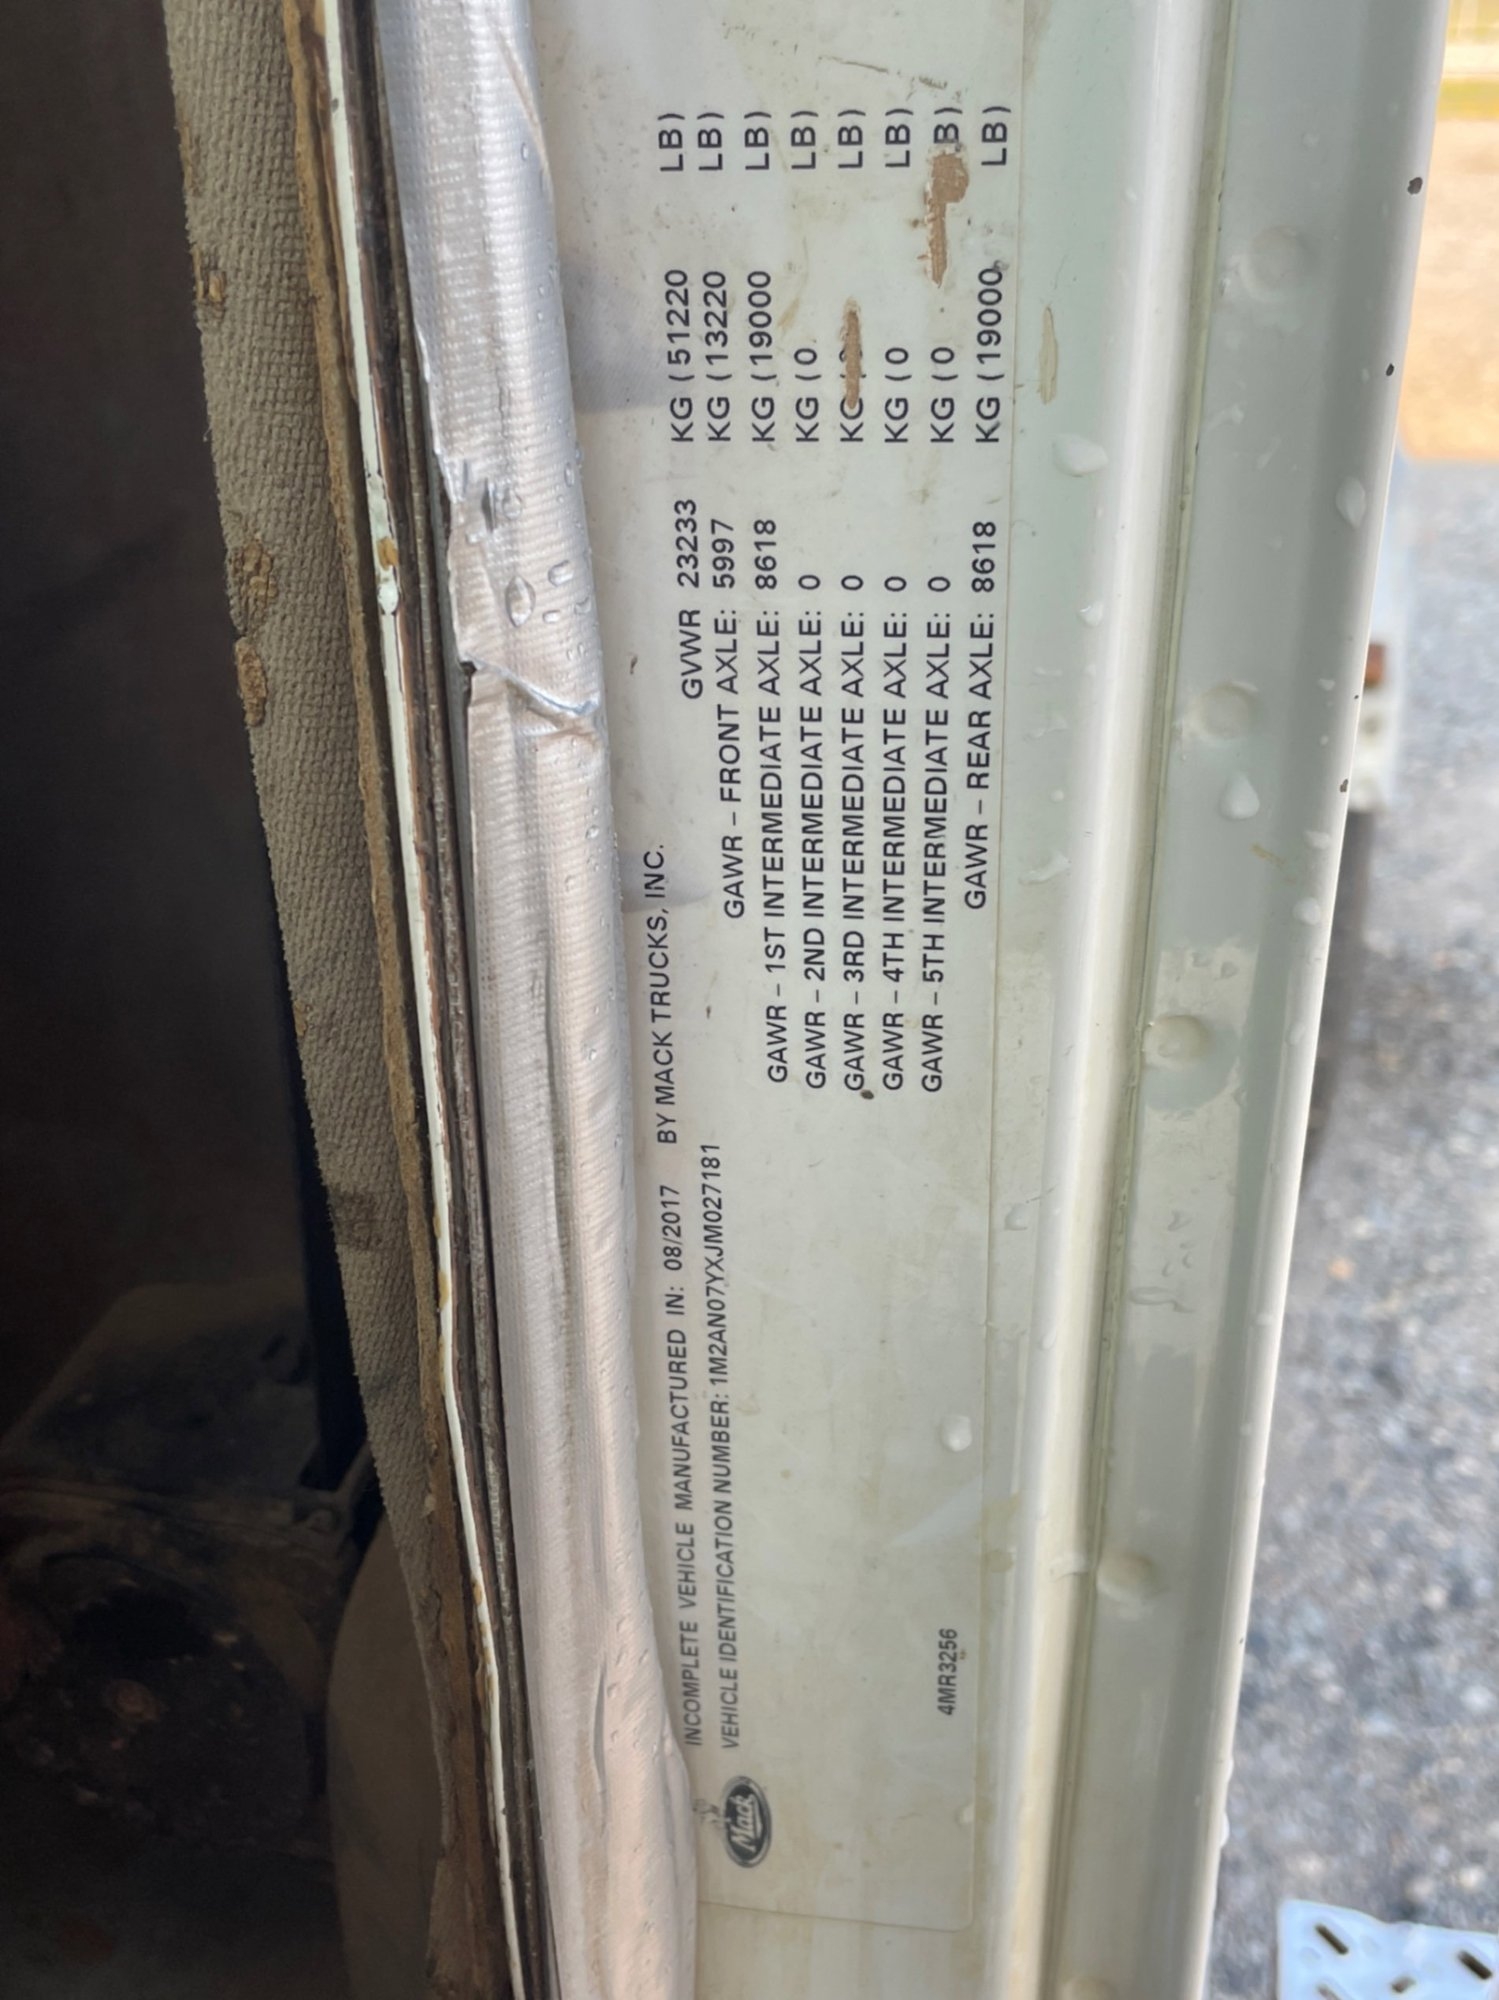 INCOMPLETE VEHICLE MANUFACTURED IN: 08/2017 BY MACK TRUCKS, INC.
VEHICLE IDENTIFICATION NUMBER: 1M2AN07YXJM027181
GVWR 23233 KG (51220 LB)
GAWR - FRONT AXLE: 5997 KG (13220 LB)
GAWR - 1ST INTERMEDIATE AXLE: 8618 KG (19000 LB)
GAWR - 2ND INTERMEDIATE AXLE: 0 KG (0 LB)
GAWR - 3RD INTERMEDIATE AXLE: 0 KG LB)
GAWR - 4TH INTERMEDIATE AXLE: 0 KG (0 LB)
GAWR - 5TH INTERMEDIATE AXLE: 0 KG (0 B)
GAWR - REAR AXLE: 8618 KG (19000 LB)
Mack
4MR3256